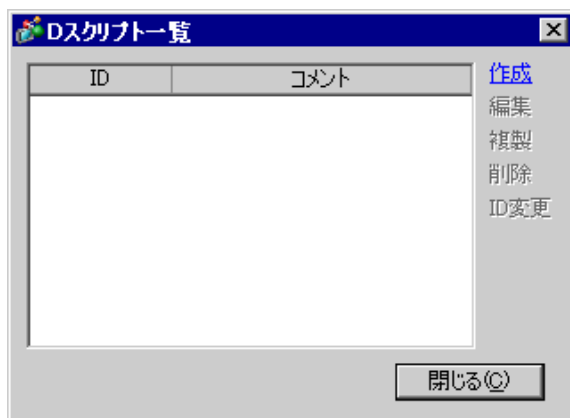 Dスクリプト一覧
ID コメント
作成
編集
複製
削除
ID変更
閉じる(C)